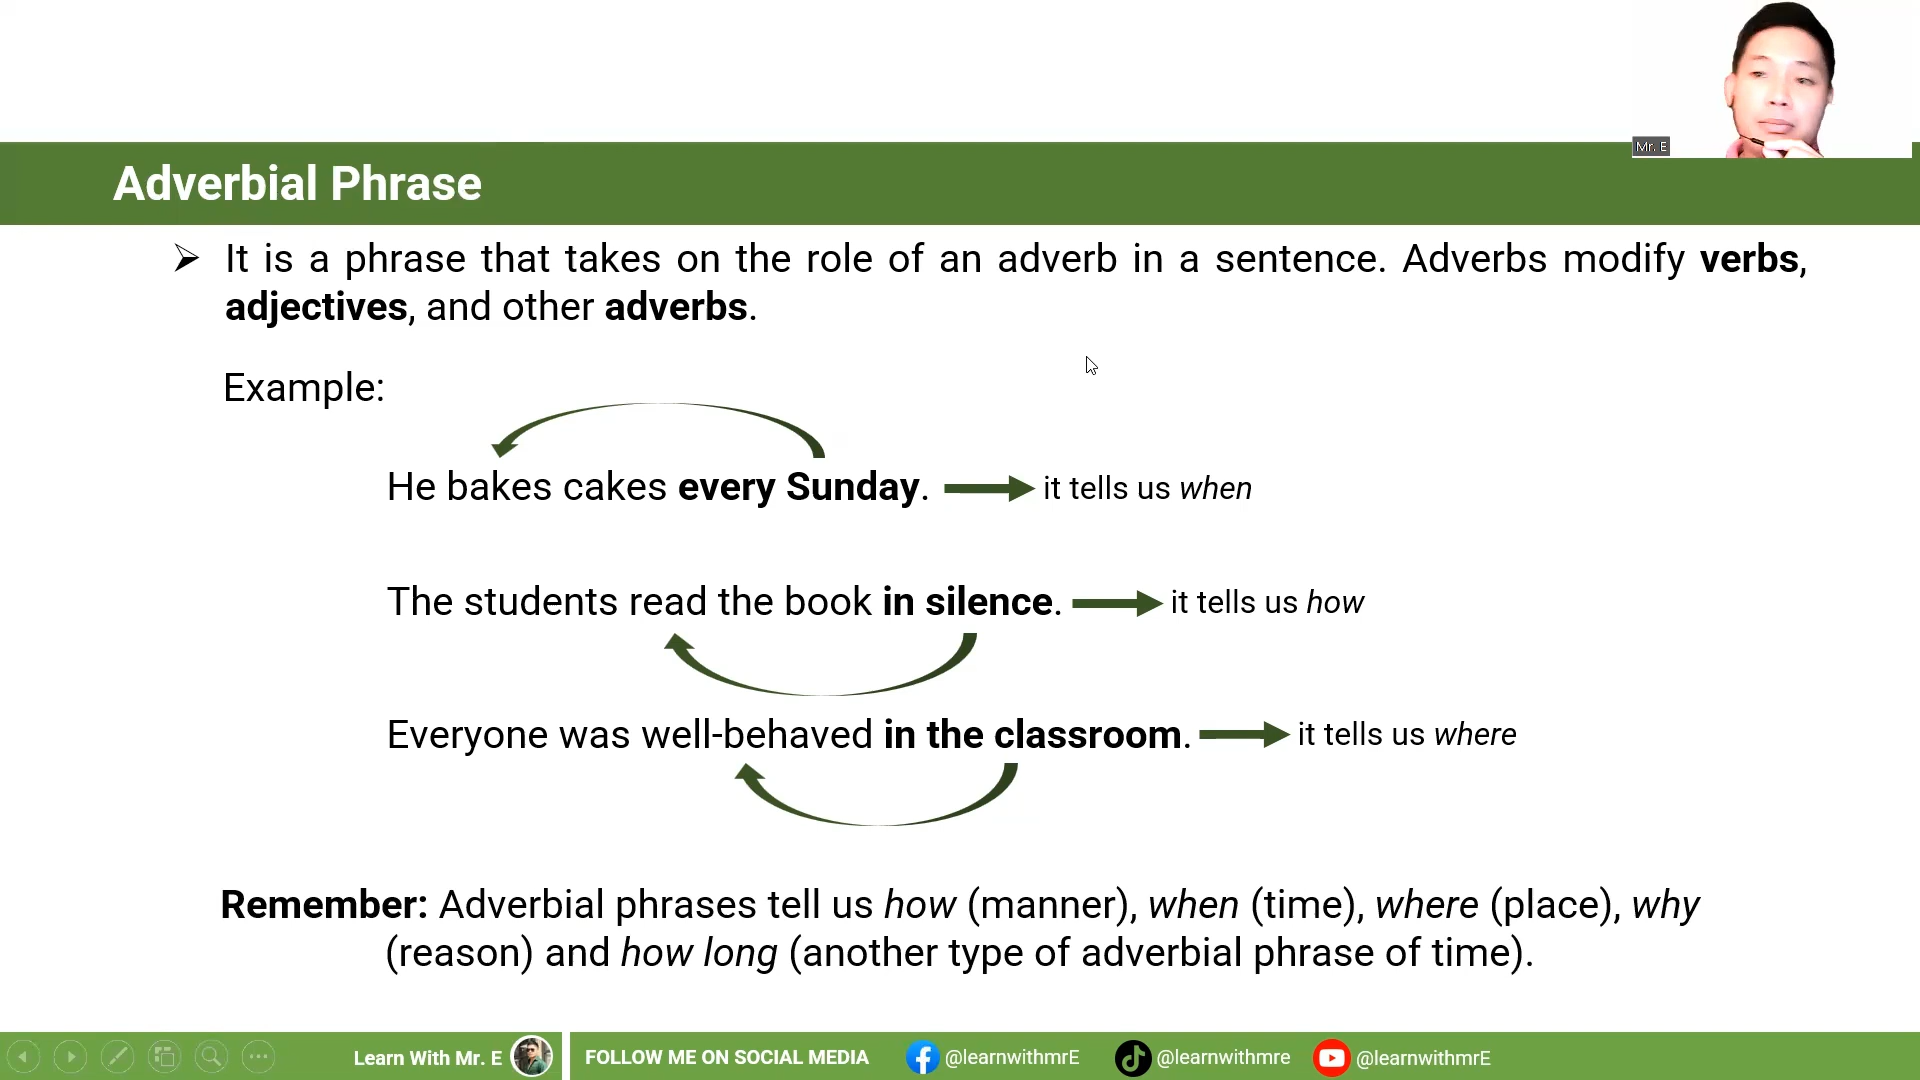 Mr. E
Adverbial Phrase
It is a phrase that takes on the role of an adverb in a sentence. Adverbs modify verbs,
adjectives, and other adverbs.
Example:
He bakes cakes every Sunday. it tells us when
The students read the book in silence. it tells us how
Everyone was well-behaved in the classroom. it tells us where
Remember: Adverbial phrases tell us how (manner), when (time), where (place), why
(reason) and how long (another type of adverbial phrase of time).
Learn With Mr. E FOLLOW ME ON SOCIAL MEDIA @learnwithmrE @learnwithmre @learnwithmrE